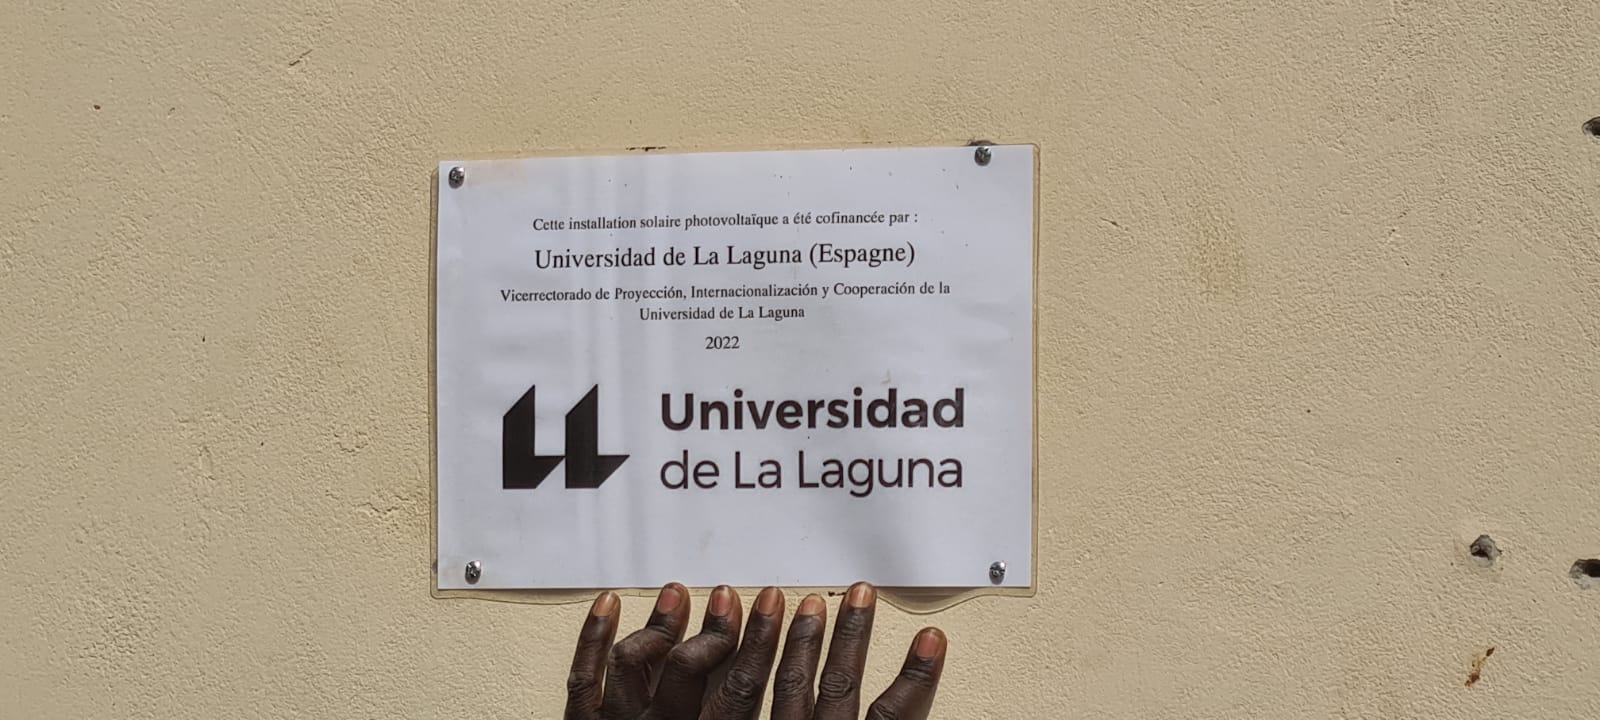 Cette installation solaire photovoltaïque a été cofinancée par :
Universidad de La Laguna (Espagne)
Vicerrectorado de Proyección, Internacionalización y Cooperación de la
Universidad de La Laguna
2022
Universidad
de La Laguna